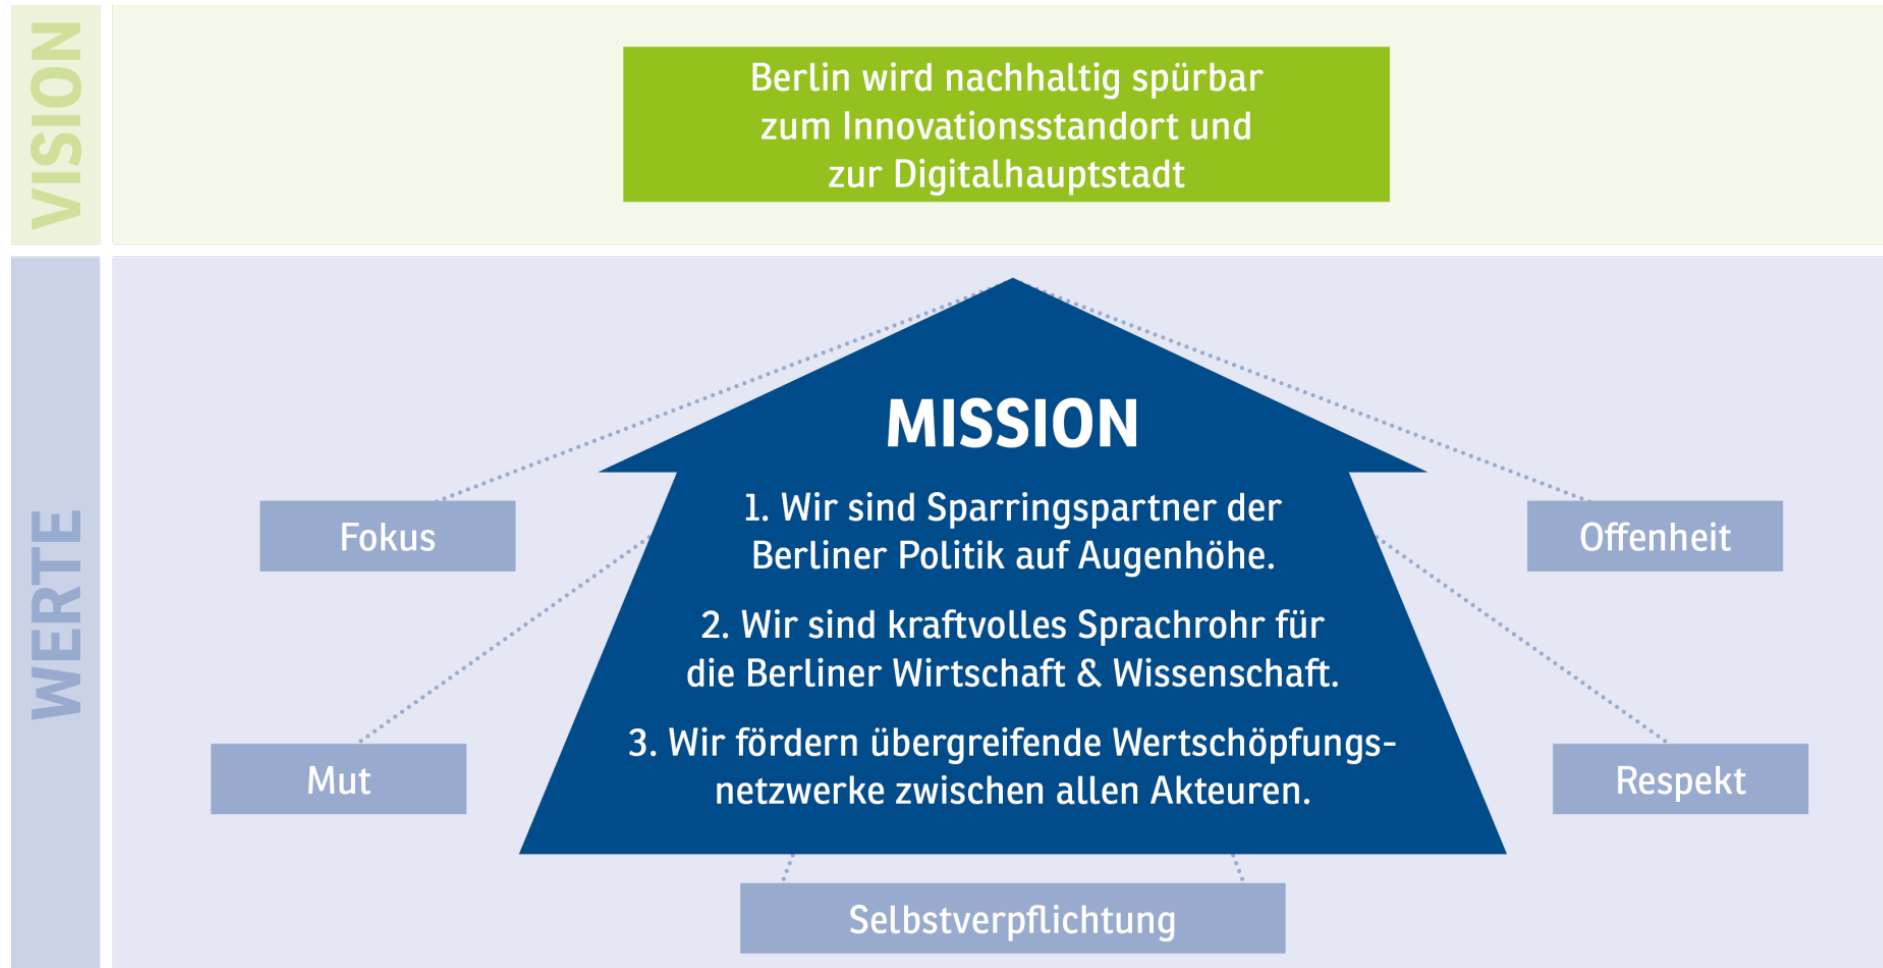 VISION
Berlin wird nachhaltig spürbar
zum Innovationsstandort und
zur Digitalhauptstadt
WERTE
MISSION
1. Wir sind Sparringspartner der
Berliner Politik auf Augenhöhe.
2. Wir sind kraftvolles Sprachrohr für
die Berliner Wirtschaft & Wissenschaft.
3. Wir fördern übergreifende Wertschöpfungs-
netzwerke zwischen allen Akteuren.
Fokus
Offenheit
Mut
Respekt
Selbstverpflichtung